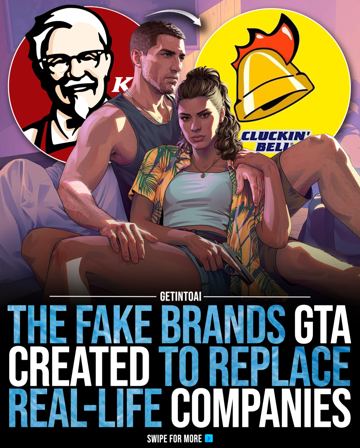 K
CLUCKIN'
BELL
GETINTOAI
THE FAKE BRANDS GTA
CREATED TO REPLACE
REAL-LIFE COMPANIES
SWIPE FOR MORE